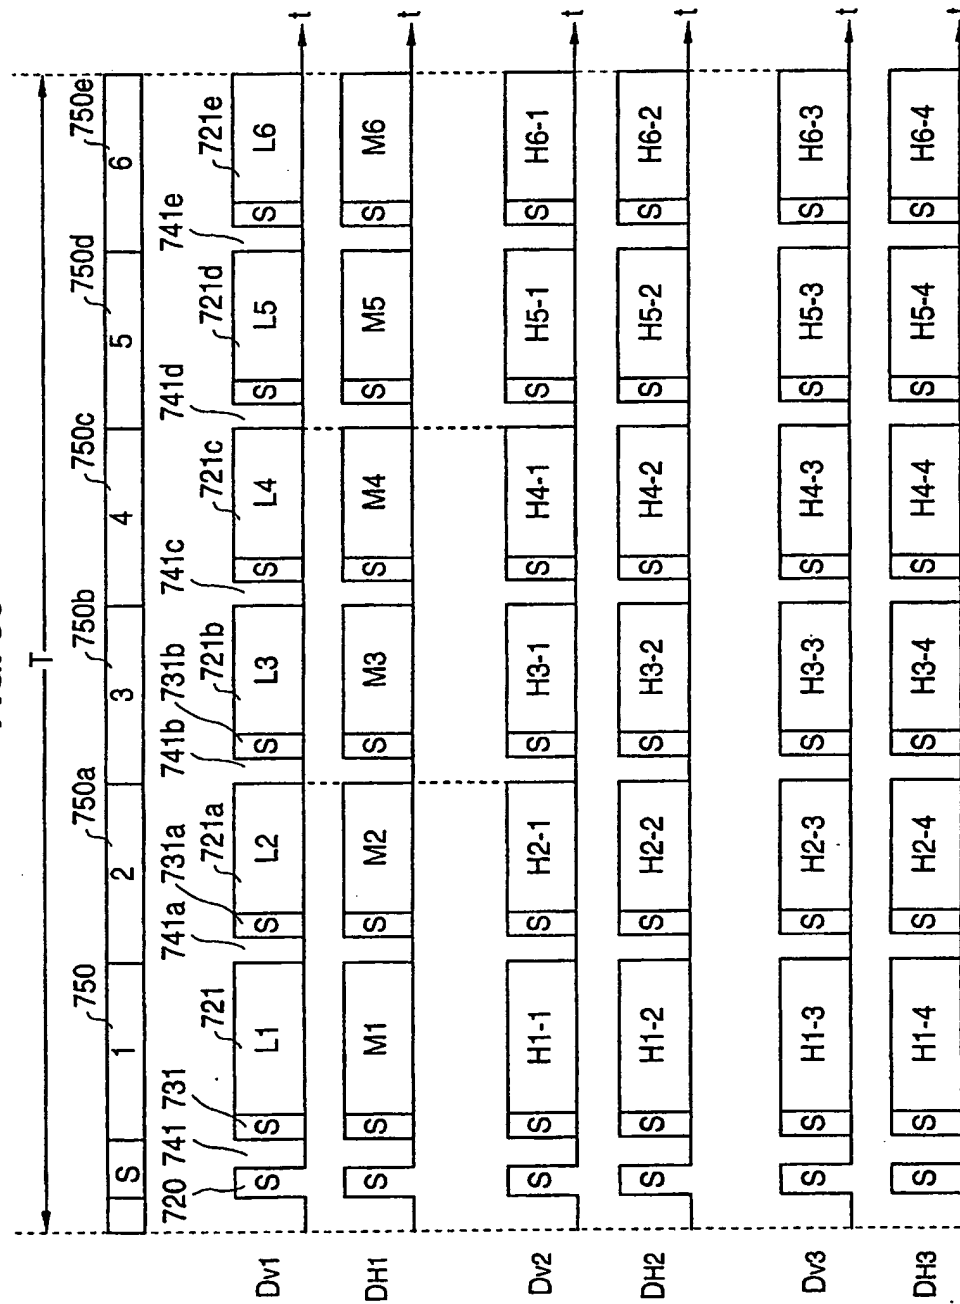 T
750 750a 750b 750c 750d 750e
S 1 2 3 4 5 6
720 741 731 721 741a 731a 721a 741b 731b 721b 741c 721c 741d 721d 741e 721e
Dv1 S S L1 S L2 S L3 S L4 S L5 S L6 t
DH1 S S M1 S M2 S M3 S M4 S M5 S M6 t
Dv2 S S H1-1 S H2-1 S H3-1 S H4-1 S H5-1 S H6-1 t
DH2 S S H1-2 S H2-2 S H3-2 S H4-2 S H5-2 S H6-2 t
Dv3 S S H1-3 S H2-3 S H3-3 S H4-3 S H5-3 S H6-3 t
DH3 S S H1-4 S H2-4 S H3-4 S H4-4 S H5-4 S H6-4 t